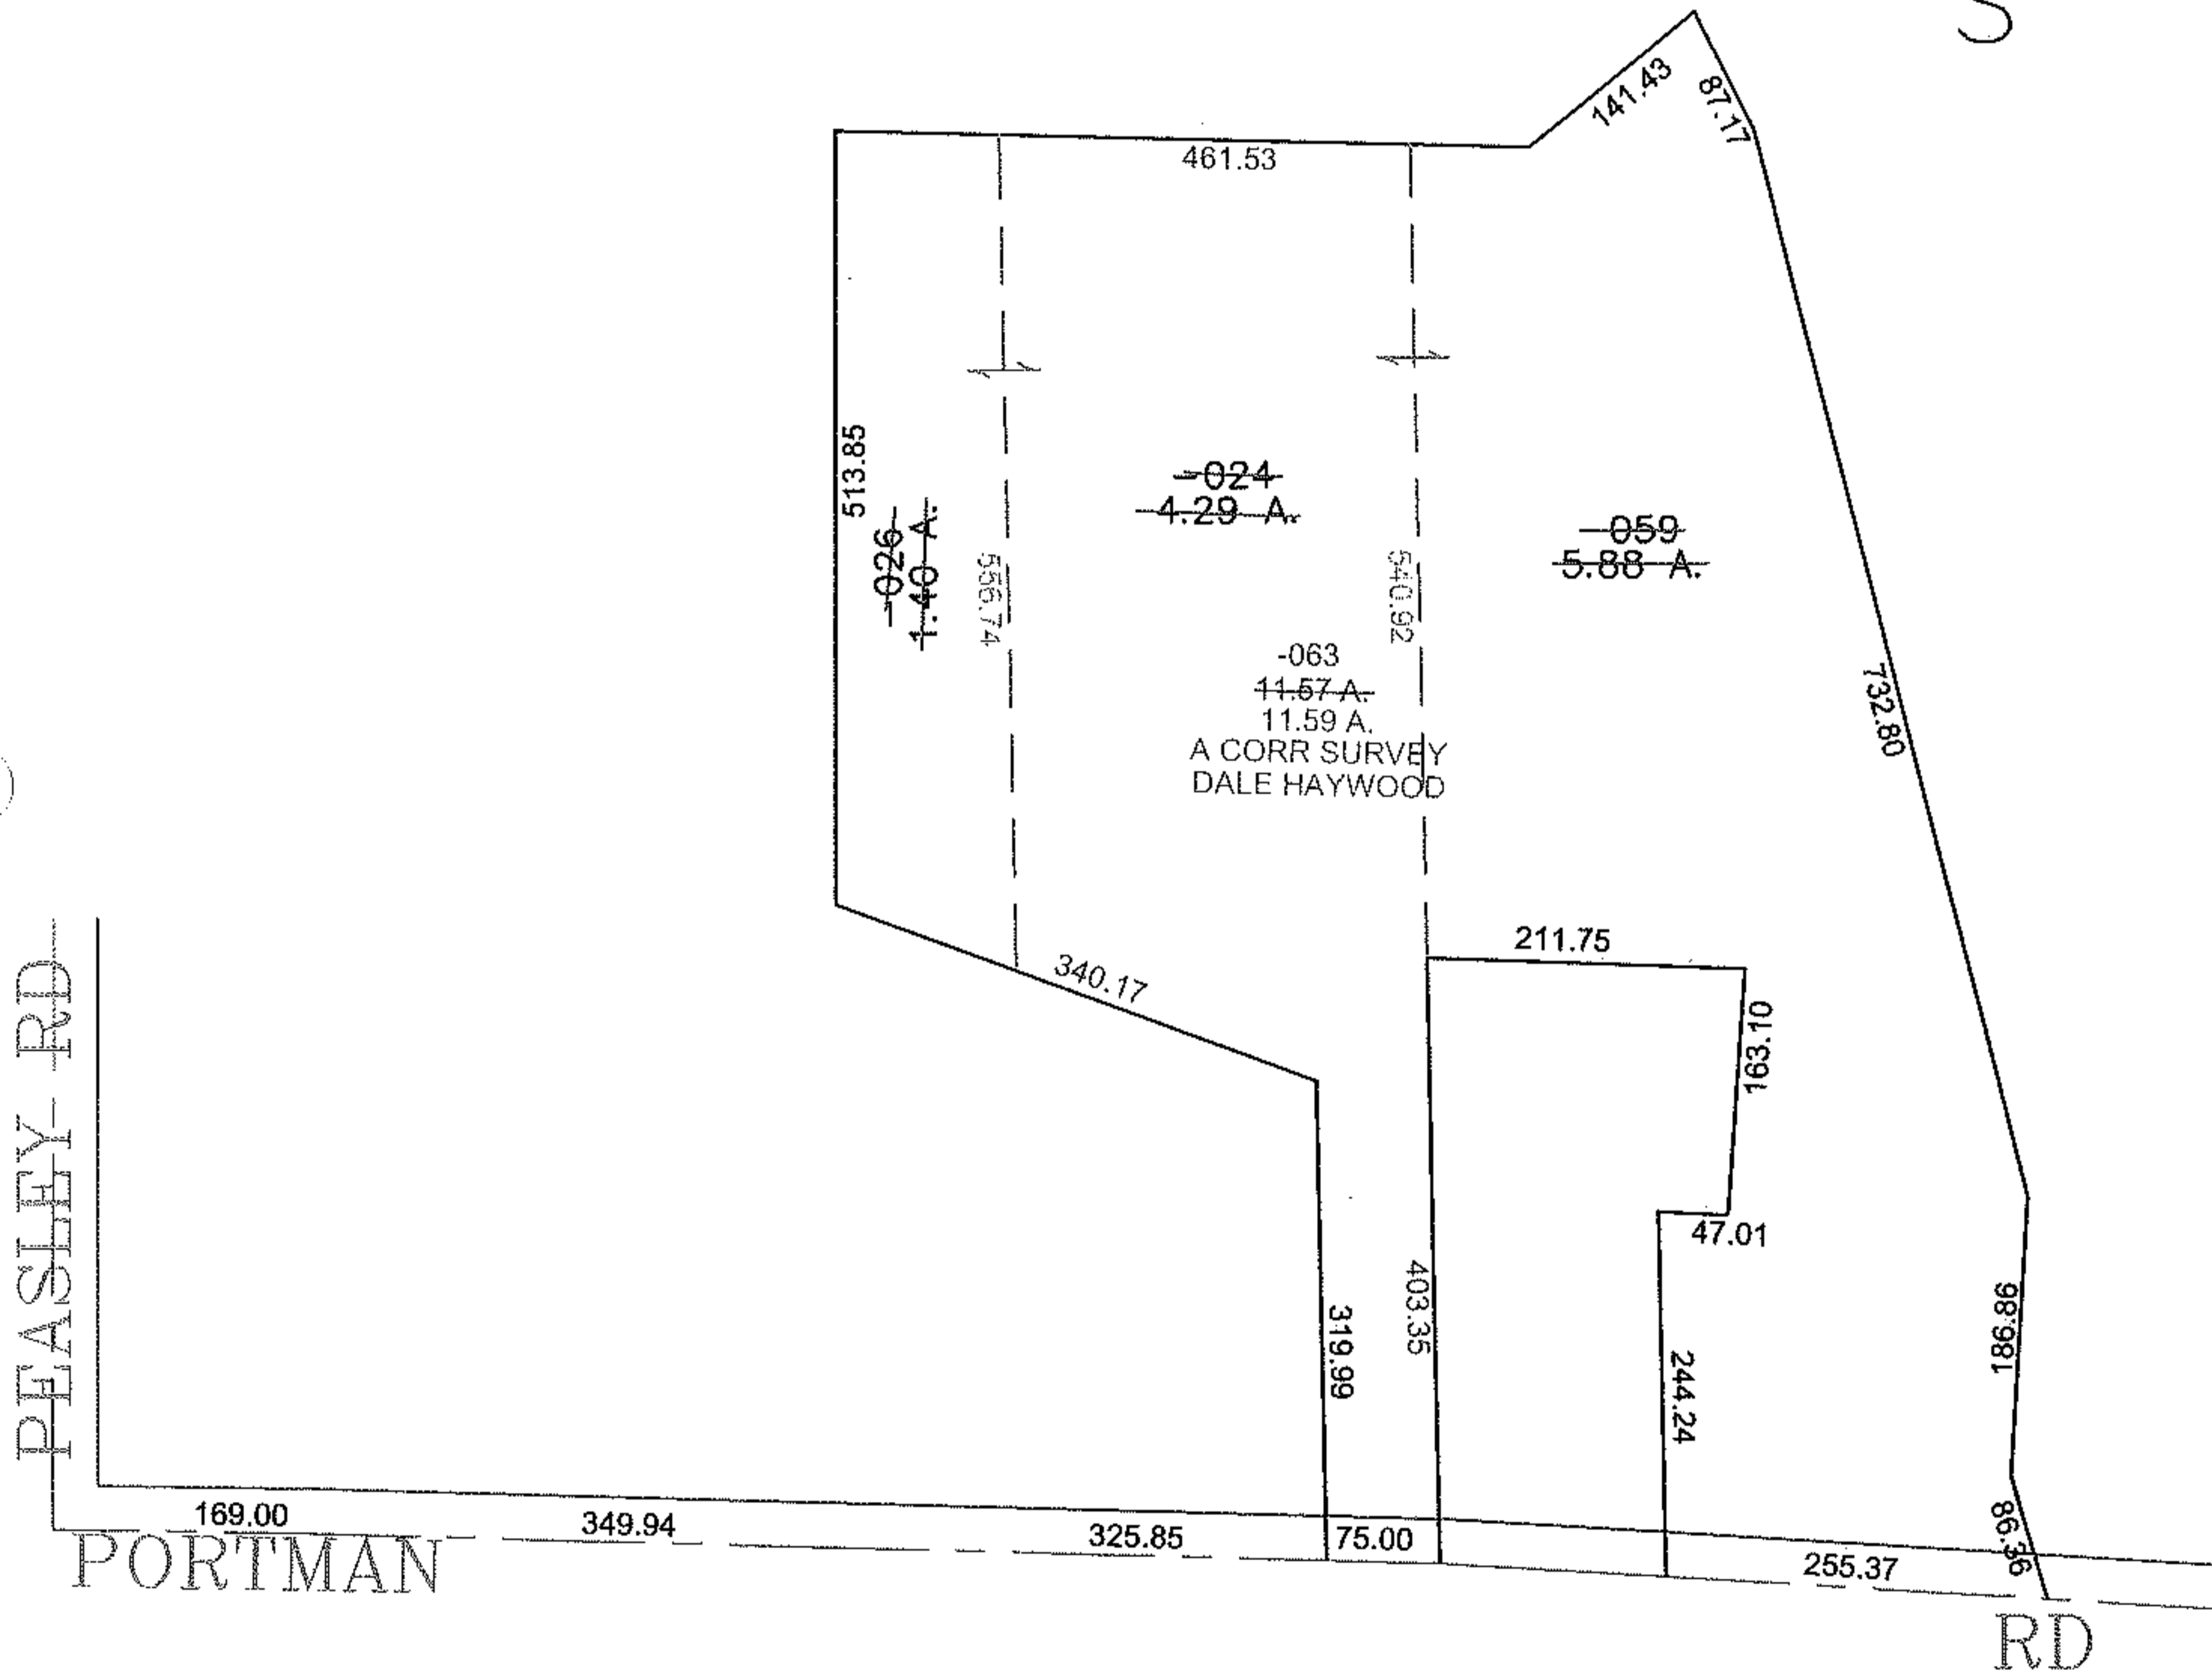 141.43
87.17
461.53
513.85
-026
1.40 A.
556.74
-024
4.29 A.
540.92
-059
5.88 A.
-063
11.57 A.
11.59 A.
A CORR SURVEY
DALE HAYWOOD
732.80
340.17
211.75
163.10
47.01
403.35
319.99
244.24
186.86
86.36
PEASLEY RD
169.00
349.94
325.85
75.00
255.37
PORTMAN
RD